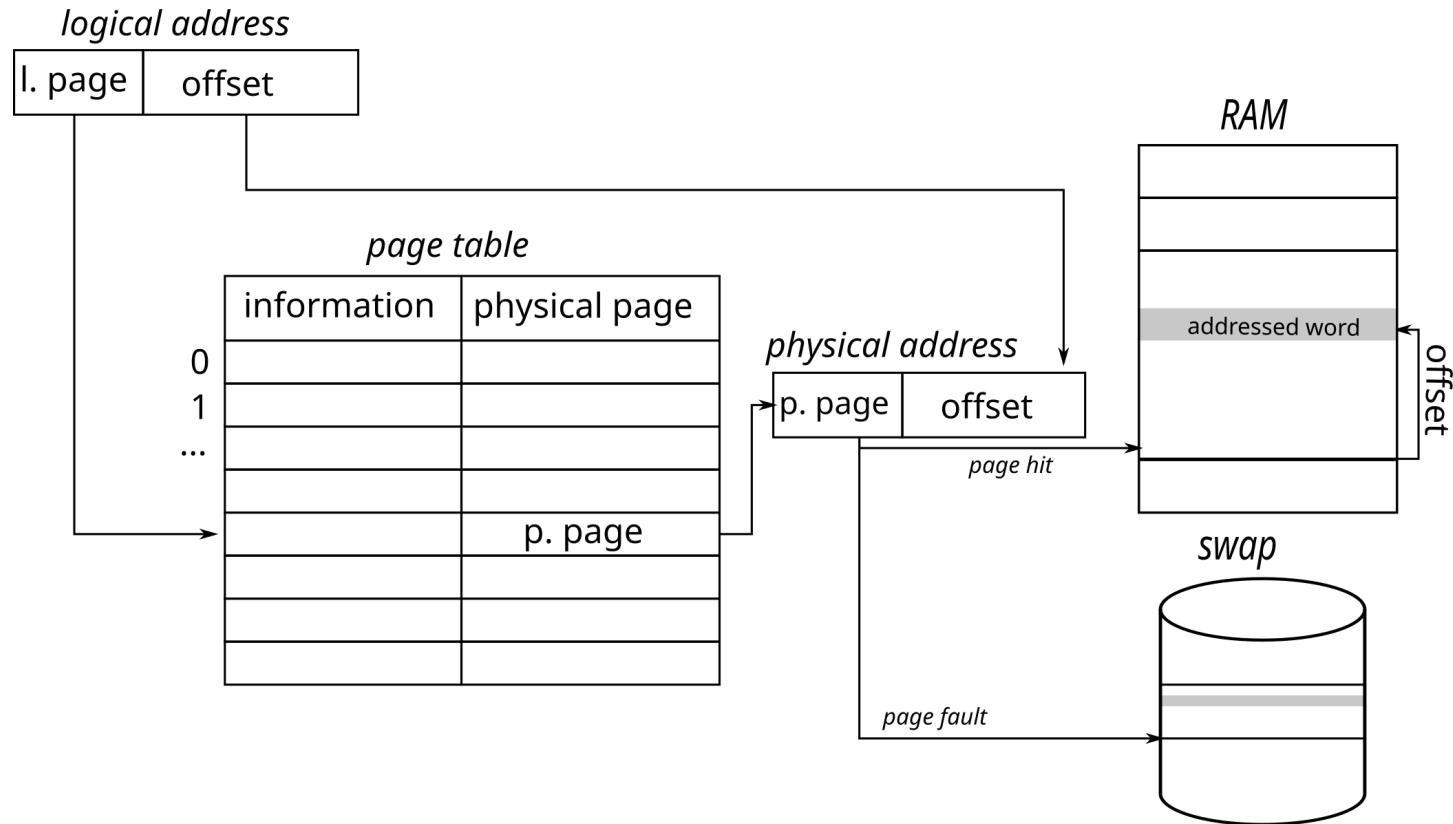 logical address
l. page
offset
RAM
page table
information
physical page
0
1
...
p. page
physical address
p. page
offset
addressed word
offset
page hit
swap
page fault